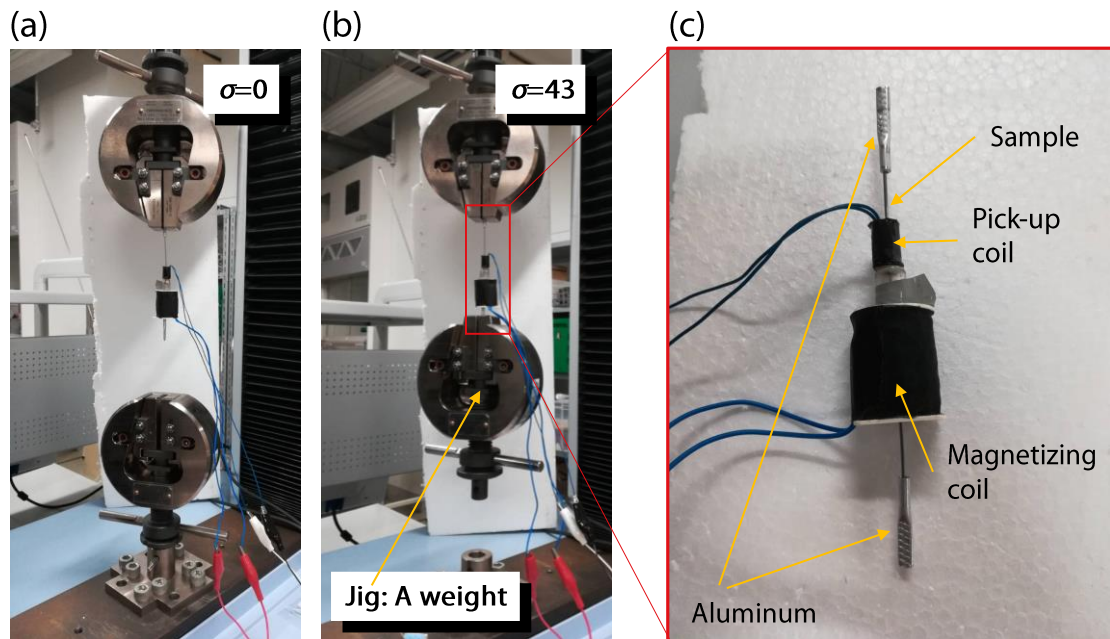 (a)
(b)
(c)
σ=0
σ=43
Sample
Pick-up
coil
Magnetizing
coil
Jig: A weight
Aluminum